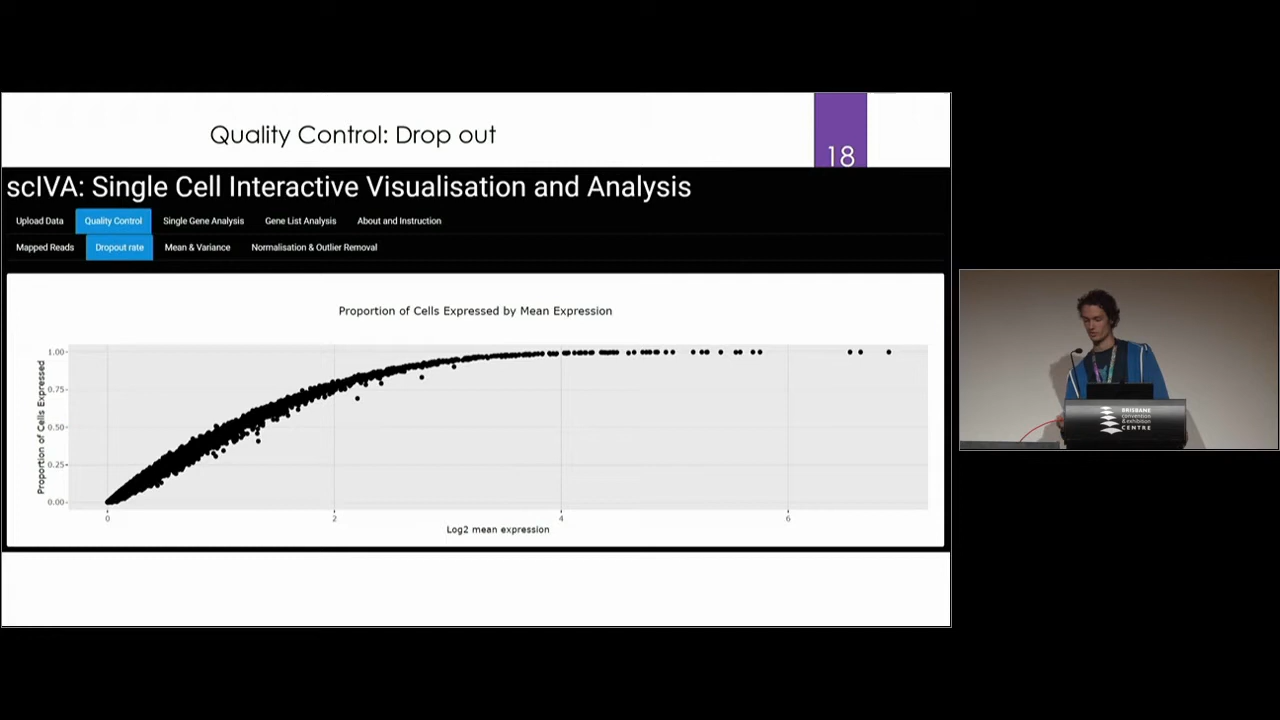 Quality Control: Drop out
18
scIVA: Single Cell Interactive Visualisation and Analysis
Upload Data Quality Control Single Gene Analysis Gene List Analysis About and Instruction
Mapped Reads Dropout rate Mean & Variance Normalisation & Outlier Removal
Proportion of Cells Expressed by Mean Expression
Proportion of Cells Expressed
1.00
0.75
0.50
0.25
0.00
0 2 4 6
Log2 mean expression
BRISBANE
convention
& exhibition
CENTRE